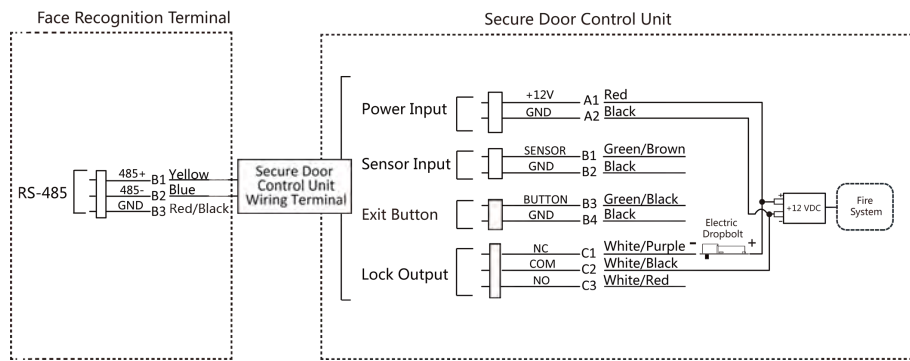 Face Recognition Terminal
Secure Door Control Unit
RS-485
485+ B1 Yellow
485- B2 Blue
GND B3 Red/Black
Secure Door
Control Unit
Wiring Terminal
Power Input
+12V A1 Red
GND A2 Black
Sensor Input
SENSOR B1 Green/Brown
GND B2 Black
Exit Button
BUTTON B3 Green/Black
GND B4 Black
Lock Output
NC C1 White/Purple
COM C2 White/Black
NO C3 White/Red
Electric
Dropbolt
- +
+
+12 VDC
-
Fire
System